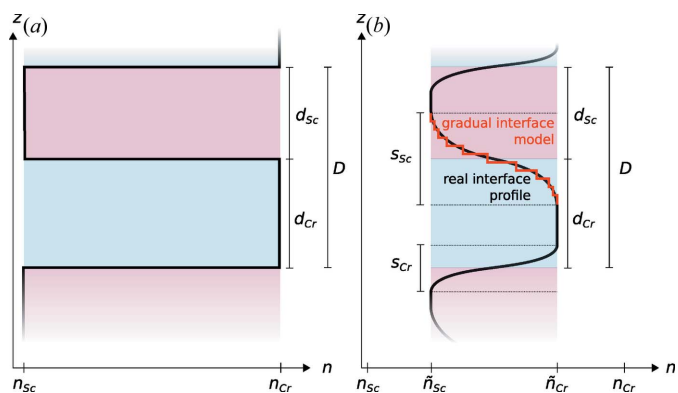 z (a)
d_Sc
D
d_Cr
n_Sc
n_Cr
n
z (b)
gradual interface
model
s_Sc
real interface
profile
s_Cr
d_Sc
D
d_Cr
n_Sc
ñ_Sc
ñ_Cr
n_Cr
n